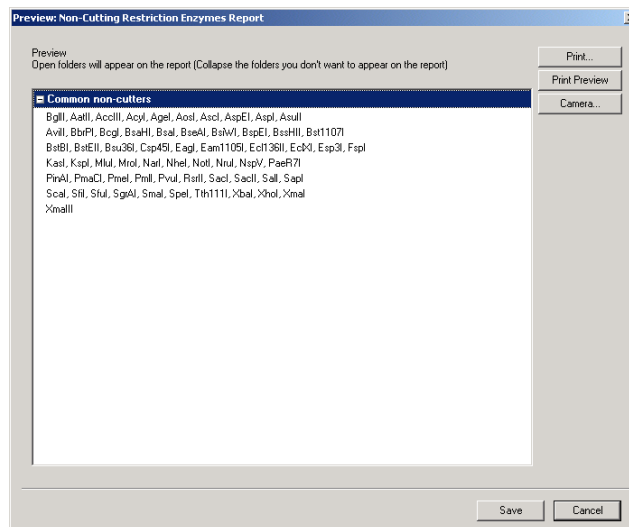 Preview: Non-Cutting Restriction Enzymes Report
Preview
Open folders will appear on the report (Collapse the folders you don't want to appear on the report)
Print...
Print Preview
Camera...
Common non-cutters
BglII, AatII, AccIII, AcyI, AgeI, AosI, AscI, AspEI, AspI, AsuII
AviII, BbrPI, BcgI, BsaHI, BsaI, BseAI, BsiWI, BspEI, BssHII, Bst1107I
BstBI, BstEII, Bsu36I, Csp45I, EagI, Eam1105I, Ecl136II, EclXI, Esp3I, FspI
KasI, KspI, MluI, MroI, NarI, NheI, NotI, NruI, NspV, PaeR7I
PinAI, PmaCI, PmeI, PmlI, PvuI, RsrII, SacI, SacII, SalI, SapI
ScaI, SfiI, SfuI, SgrAI, SmaI, SpeI, Tth111I, XbaI, XhoI, XmaI
XmaIII
Save
Cancel